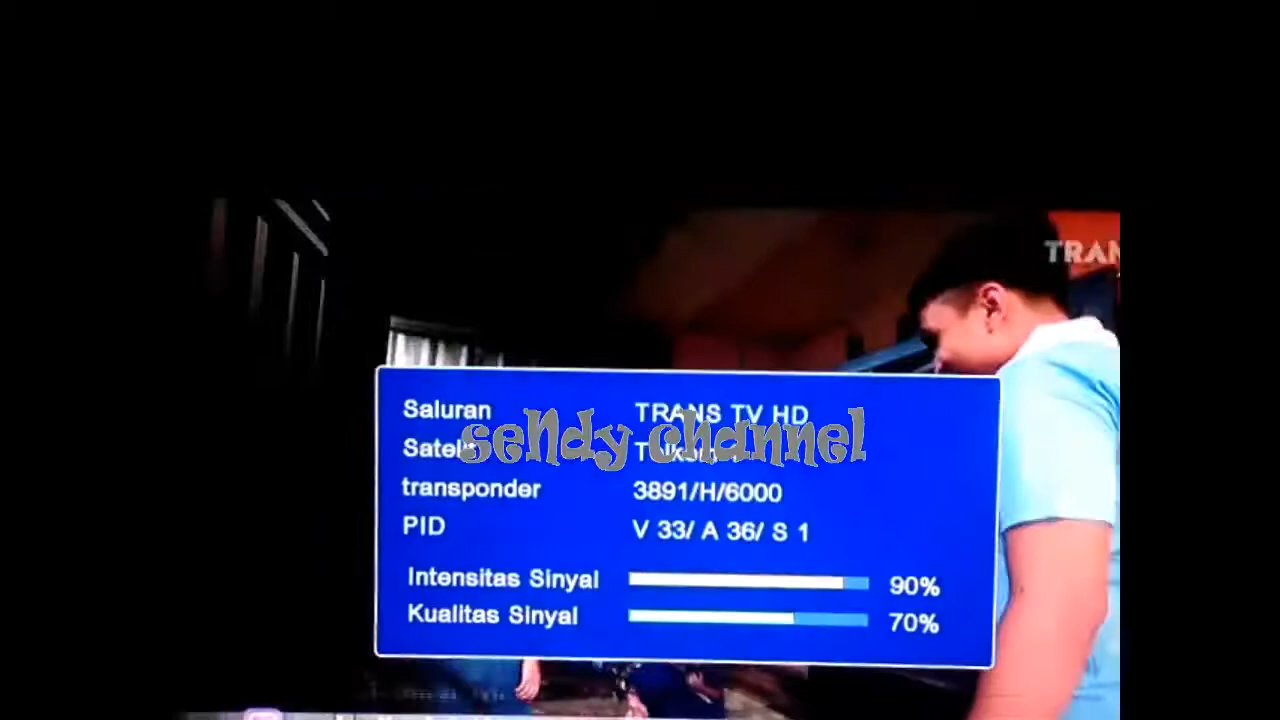 TRAN
Saluran TRANS TV HD
sendy channel
Satelit
transponder 3891/H/6000
PID V 33/ A 36/ S 1
Intensitas Sinyal 90%
Kualitas Sinyal 70%